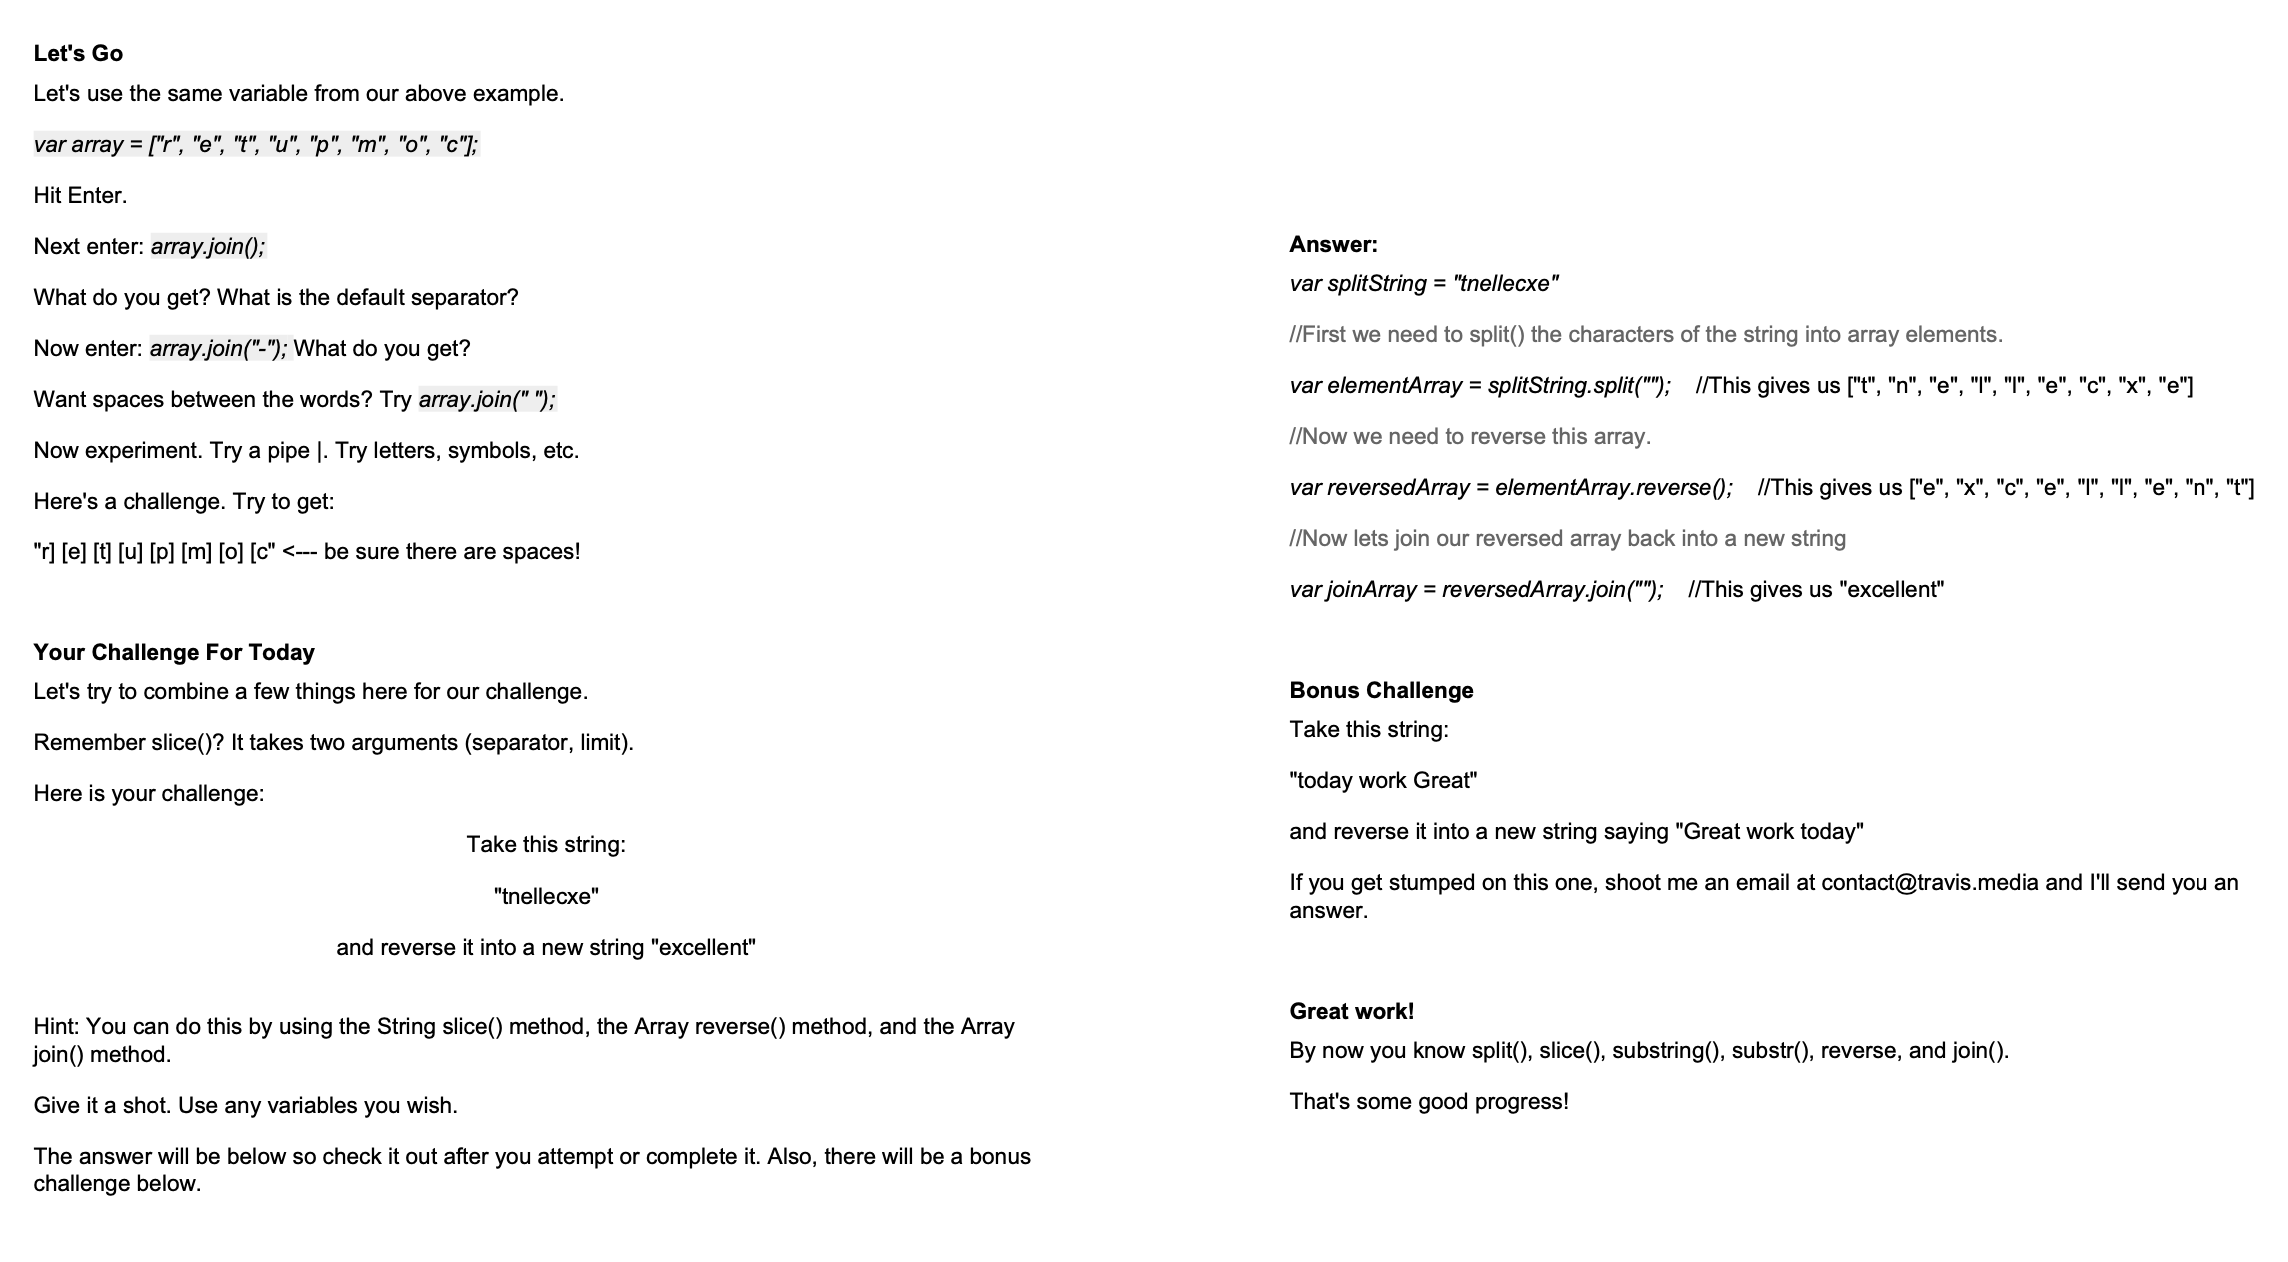 Let's Go
Let's use the same variable from our above example.
var array = ["r", "e", "t", "u", "p", "m", "o", "c"];
Hit Enter.
Next enter: array.join();
What do you get? What is the default separator?
Now enter: array.join("-"); What do you get?
Want spaces between the words? Try array.join(" ");
Now experiment. Try a pipe |. Try letters, symbols, etc.
Here's a challenge. Try to get:
"r] [e] [t] [u] [p] [m] [o] [c" <--- be sure there are spaces!
Your Challenge For Today
Let's try to combine a few things here for our challenge.
Remember slice()? It takes two arguments (separator, limit).
Here is your challenge:
Take this string:
"tnellecxe"
and reverse it into a new string "excellent"
Hint: You can do this by using the String slice() method, the Array reverse() method, and the Array
join() method.
Give it a shot. Use any variables you wish.
The answer will be below so check it out after you attempt or complete it. Also, there will be a bonus
challenge below.
Answer:
var splitString = "tnellecxe"
//First we need to split() the characters of the string into array elements.
var elementArray = splitString.split(""); //This gives us ["t", "n", "e", "l", "l", "e", "c", "x", "e"]
//Now we need to reverse this array.
var reversedArray = elementArray.reverse(); //This gives us ["e", "x", "c", "e", "l", "l", "e", "n", "t"]
//Now lets join our reversed array back into a new string
var joinArray = reversedArray.join(""); //This gives us "excellent"
Bonus Challenge
Take this string:
"today work Great"
and reverse it into a new string saying "Great work today"
If you get stumped on this one, shoot me an email at contact@travis.media and I'll send you an
answer.
Great work!
By now you know split(), slice(), substring(), substr(), reverse, and join().
That's some good progress!